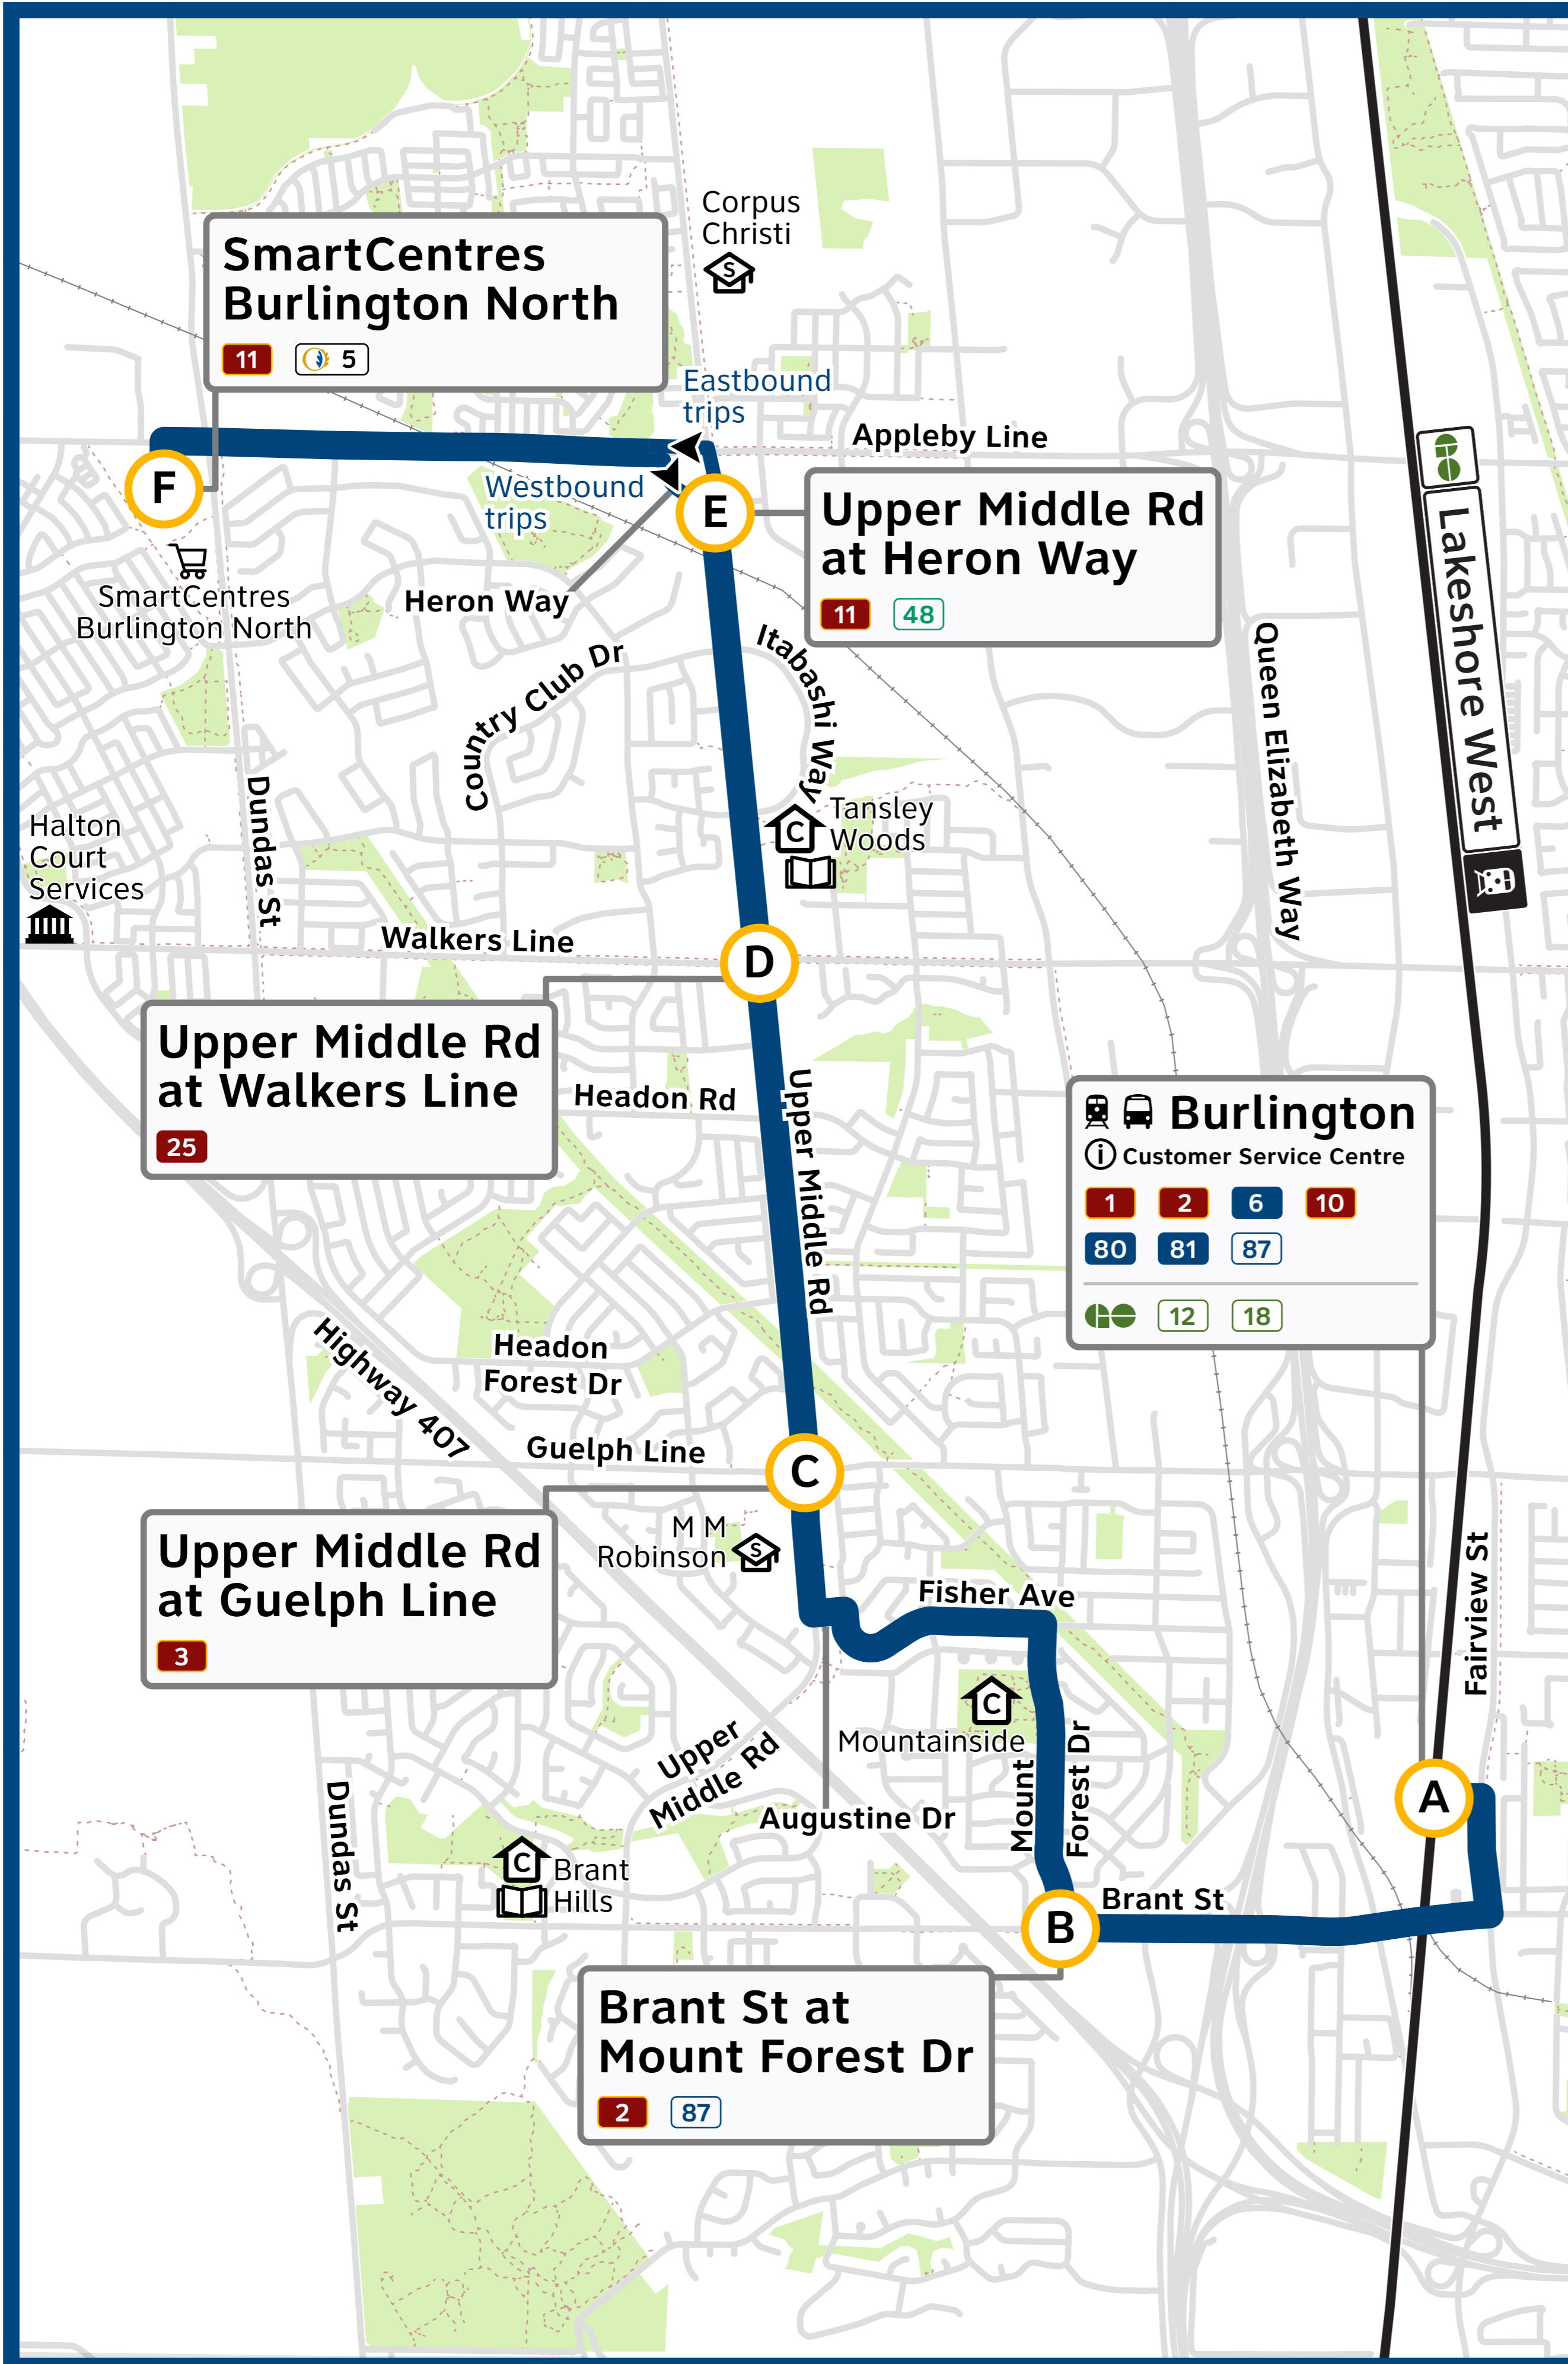 Corpus
Christi
S
SmartCentres
Burlington North
11 5
Eastbound
trips
Appleby Line
F
Westbound
trips
E
Upper Middle Rd
at Heron Way
11 48
SmartCentres
Burlington North
Heron Way
Lakeshore West
Country Club Dr
Itabashi Way
Queen Elizabeth Way
Dundas St
C
Tansley
Woods
Halton
Court
Services
Walkers Line
D
Upper Middle Rd
at Walkers Line
25
Headon Rd
Upper Middle Rd
Burlington
i Customer Service Centre
1 2 6 10
80 81 87
GO 12 18
Headon
Forest Dr
Highway 407
Guelph Line
C
Upper Middle Rd
at Guelph Line
3
M M
Robinson
S
Fisher Ave
Fairview St
C
Mountainside
Upper
Middle Rd
Mount
Forest Dr
A
Augustine Dr
Dundas St
C
Brant
Hills
Brant St
B
Brant St at
Mount Forest Dr
2 87